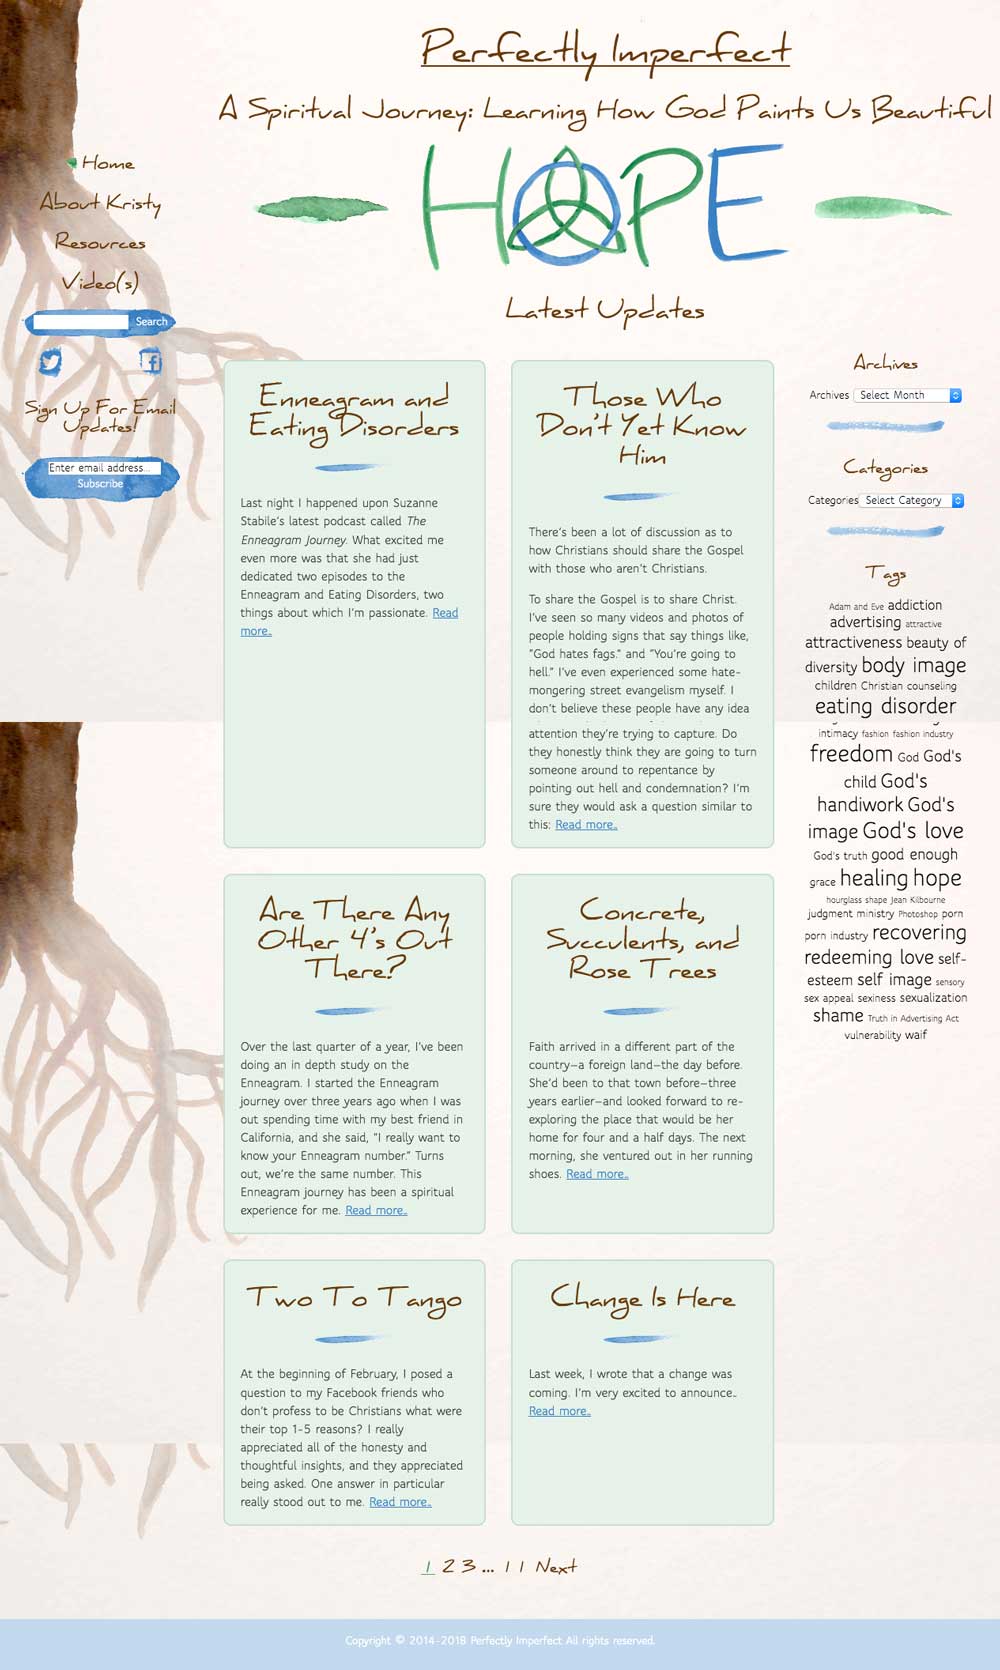 Perfectly Imperfect
A Spiritual Journey: Learning How God Paints Us Beautiful
HOPE
Home
About Kristy
Resources
Video(s)
Search
Sign Up For Email
Updates!
Enter email address...
Subscribe
Latest Updates
Enneagram and
Eating Disorders
Last night I happened upon Suzanne
Stabile's latest podcast called The
Enneagram Journey. What excited me
even more was that she had just
dedicated two episodes to the
Enneagram and Eating Disorders, two
things about which I'm passionate. Read
more..
Those Who
Don't Yet Know
Him
There's been a lot of discussion as to
how Christians should share the Gospel
with those who aren't Christians.
To share the Gospel is to share Christ.
I've seen so many videos and photos of
people holding signs that say things like,
"God hates fags." and "You're going to
hell." I've even experienced some hate-
mongering street evangelism myself. I
don't believe these people have any idea
attention they're trying to capture. Do
they honestly think they are going to turn
someone around to repentance by
pointing out hell and condemnation? I'm
sure they would ask a question similar to
this: Read more..
Are There Any
Other 4's Out
There?
Over the last quarter of a year, I've been
doing an in depth study on the
Enneagram. I started the Enneagram
journey over three years ago when I was
out spending time with my best friend in
California, and she said, "I really want to
know your Enneagram number." Turns
out, we're the same number. This
Enneagram journey has been a spiritual
experience for me. Read more..
Concrete,
Succulents, and
Rose Trees
Faith arrived in a different part of the
country–a foreign land–the day before.
She'd been to that town before–three
years earlier–and looked forward to re-
exploring the place that would be her
home for four and a half days. The next
morning, she ventured out in her running
shoes. Read more..
Two To Tango
At the beginning of February, I posed a
question to my Facebook friends who
don't profess to be Christians what were
their top 1-5 reasons? I really
appreciated all of the honesty and
thoughtful insights, and they appreciated
being asked. One answer in particular
really stood out to me. Read more..
Change Is Here
Last week, I wrote that a change was
coming. I'm very excited to announce..
Read more..
Archives
Archives Select Month
Categories
Categories Select Category
Tags
Adam and Eve addiction
advertising attractive
attractiveness beauty of
diversity body image
children Christian counseling
eating disorder
intimacy fashion fashion industry
freedom God God's
child God's
handiwork God's
image God's love
God's truth good enough
grace healing hope
hourglass shape Jean Kilbourne
judgment ministry Photoshop porn
porn industry recovering
redeeming love self-
esteem self image sensory
sex appeal sexiness sexualization
shame Truth in Advertising Act
vulnerability waif
1 2 3 ... 11 Next
Copyright © 2014-2018 Perfectly Imperfect All rights reserved.